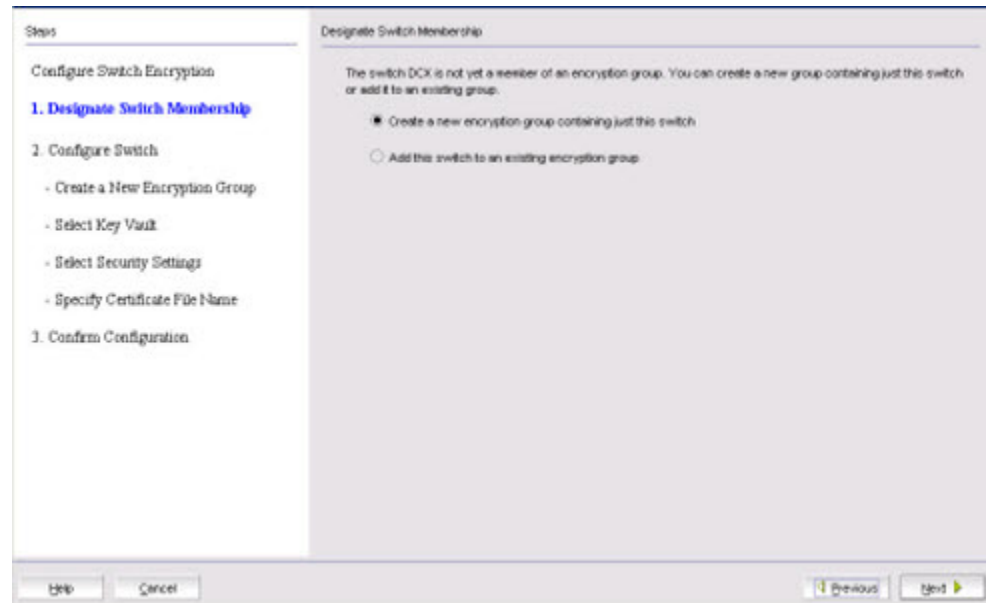 Steps
Configure Switch Encryption
1. Designate Switch Membership
2. Configure Switch
- Create a New Encryption Group
- Select Key Vault
- Select Security Settings
- Specify Certificate File Name
3. Confirm Configuration
Designate Switch Membership
The switch DCX is not yet a member of an encryption group. You can create a new group containing just this switch
or add it to an existing group.
Create a new encryption group containing just this switch
Add this switch to an existing encryption group
Help
Cancel
Previous
Next